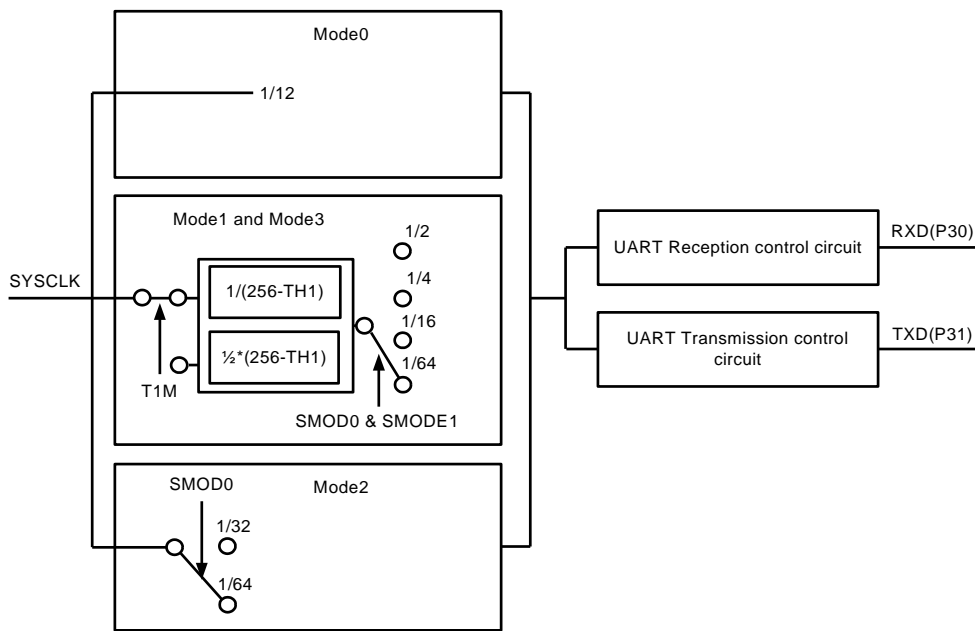 Mode0
1/12
Mode1 and Mode3
1/2
SYSCLK
1/(256-TH1)
1/4
1/16
½*(256-TH1)
1/64
T1M
SMOD0 & SMODE1
SMOD0
Mode2
1/32
1/64
UART Reception control circuit
RXD(P30)
UART Transmission control
circuit
TXD(P31)